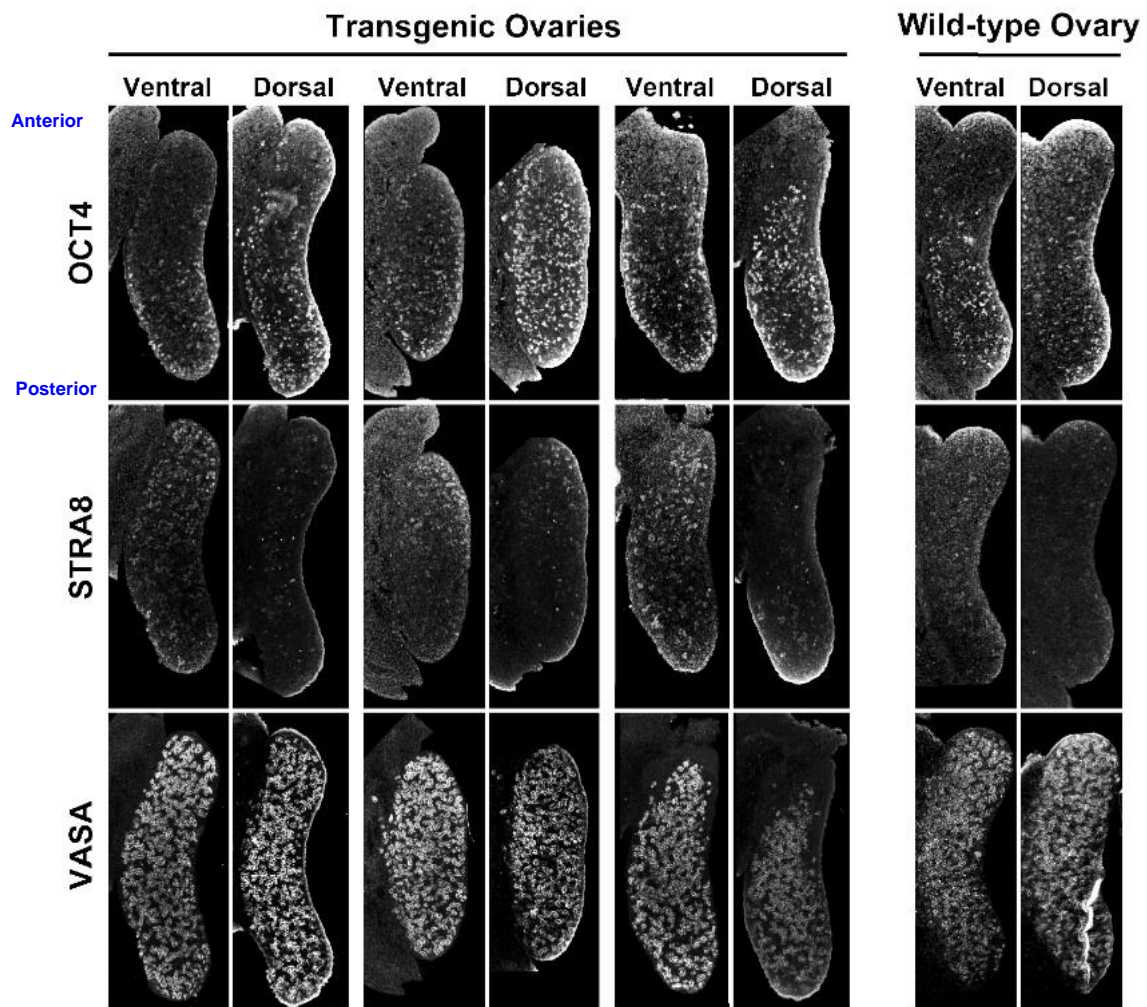 Transgenic Ovaries
Wild-type Ovary
Ventral Dorsal Ventral Dorsal Ventral Dorsal Ventral Dorsal
Anterior
OCT4
Posterior
STRA8
VASA